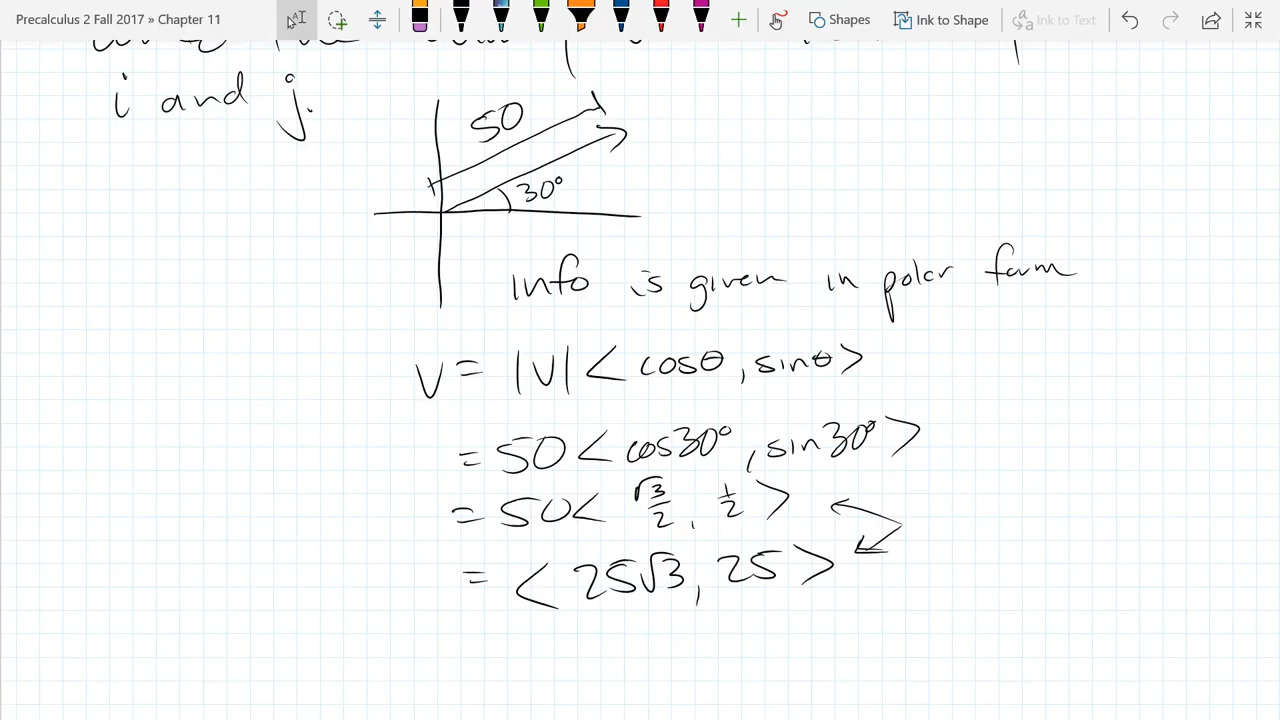 Precalculus 2 Fall 2017 » Chapter 11
Shapes Ink to Shape Ink to Text
i and j.
50
30°
Info is given in polar form
V = |V| < cosθ, sinθ>
= 50 < cos30°, sin30° >
= 50 < √3/2, 1/2 >
= < 25√3, 25 >